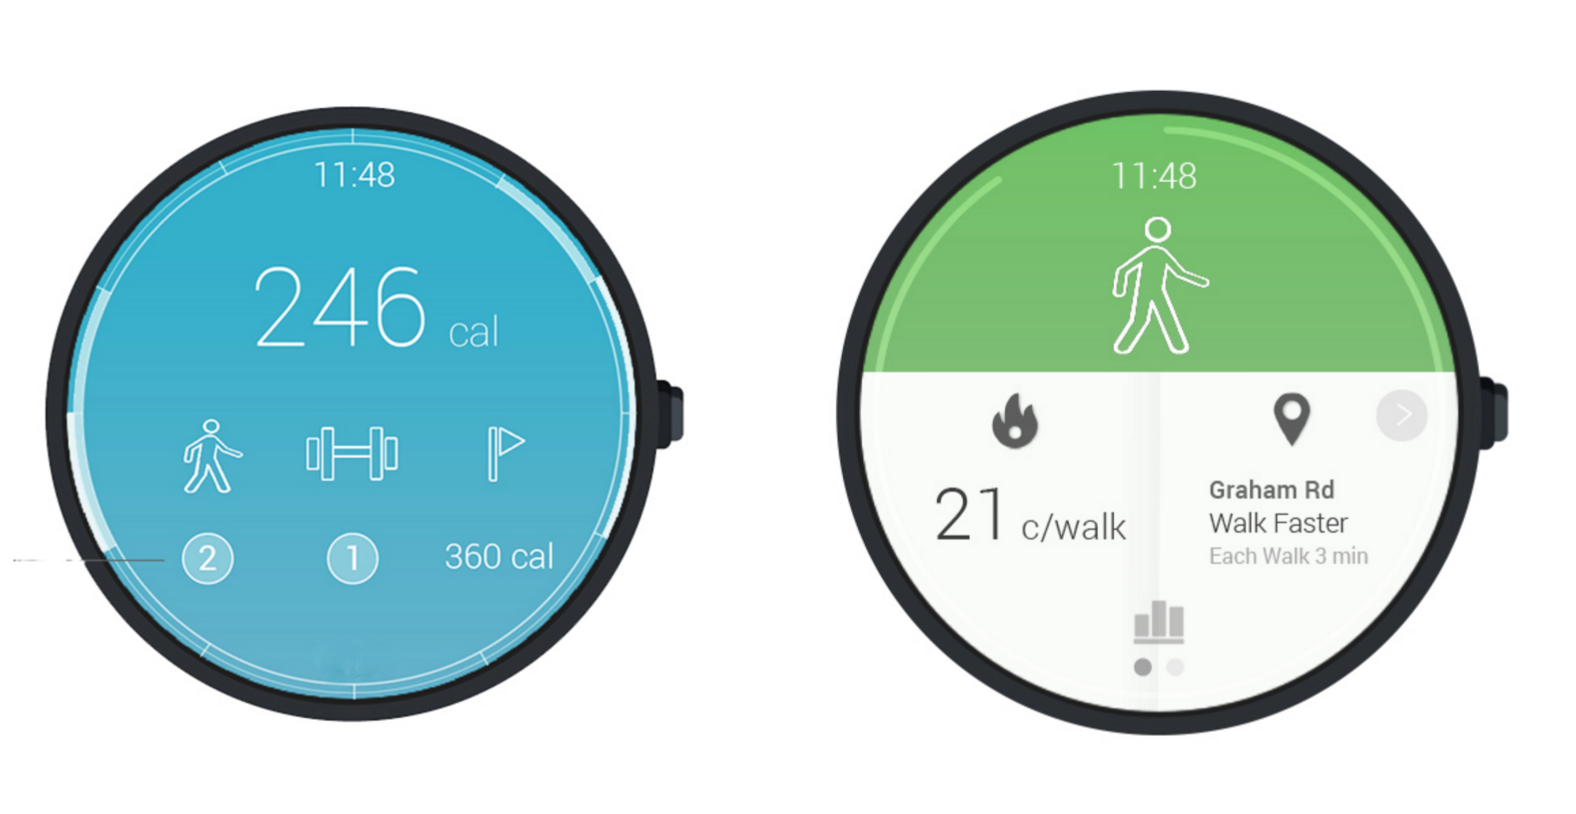 11:48
246 cal
2
1
360 cal
11:48
21 c/walk
Graham Rd
Walk Faster
Each Walk 3 min